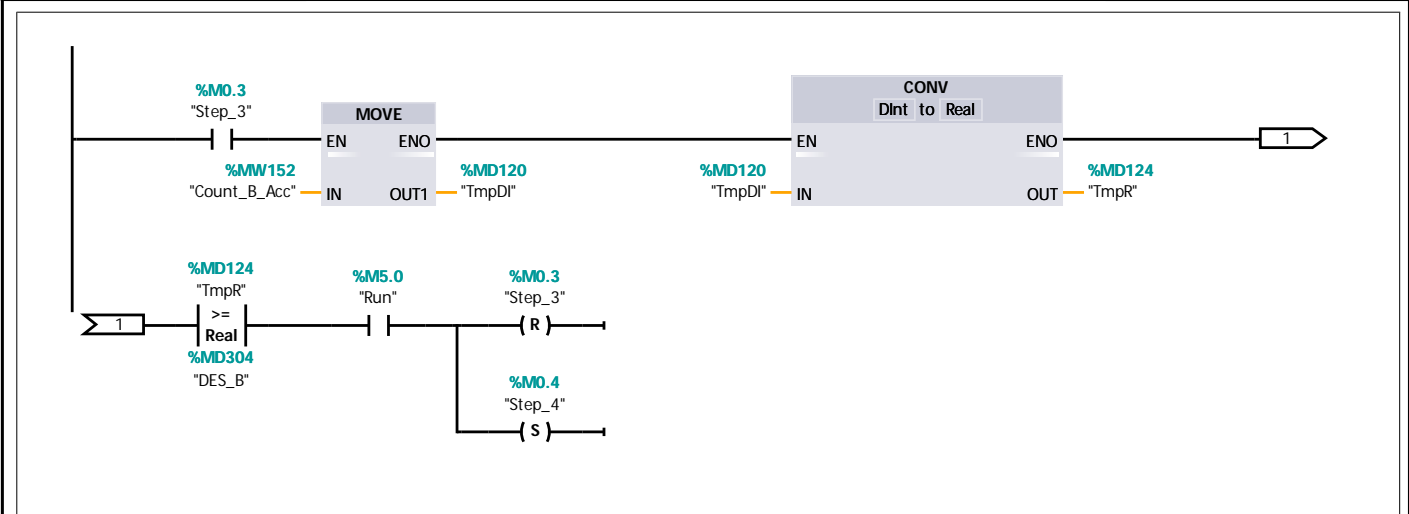 %M0.3
"Step_3"
MOVE
EN ENO
%MW152
"Count_B_Acc"
IN OUT1
%MD120
"TmpDI"
CONV
DInt to Real
EN ENO
%MD120
"TmpDI"
IN OUT
%MD124
"TmpR"
1
1
%MD124
"TmpR"
>=
Real
%MD304
"DES_B"
%M5.0
"Run"
%M0.3
"Step_3"
R
%M0.4
"Step_4"
S